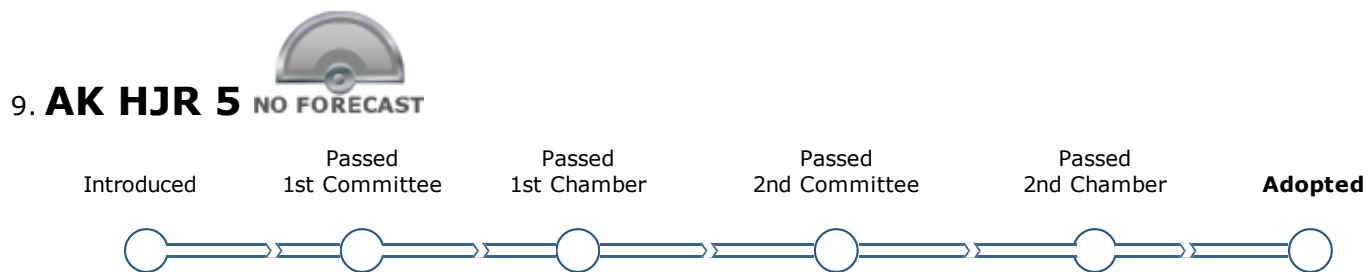 9. AK HJR 5 NO FORECAST
Introduced
Passed
1st Committee
Passed
1st Chamber
Passed
2nd Committee
Passed
2nd Chamber
Adopted